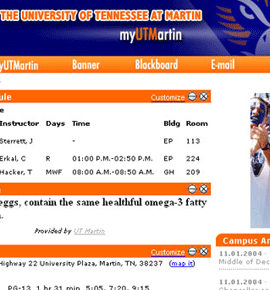 THE UNIVERSITY OF TENNESSEE AT MARTIN
myUTMartin
yUTMartin Banner Blackboard E-mail
ule Customize
e
Instructor Days Time Bldg Room
Sterrett, J - EP 113
Erkal, C R 01:00 P.M.-02:50 P.M. EP 224
Hacker, T MWF 08:00 A.M.-08:50 A.M. GH 209
e
eggs, contain the same healthful omega-3 fatty
s.
Provided by UT Martin
Customize
Highway 22 University Plaza, Martin, TN, 38237 (map it)
PG-13, 1 hr 31 min, 5:05, 7:20, 9:15
Campus An
11.01.2004 -
Middle of Dec
11.01.2004 -